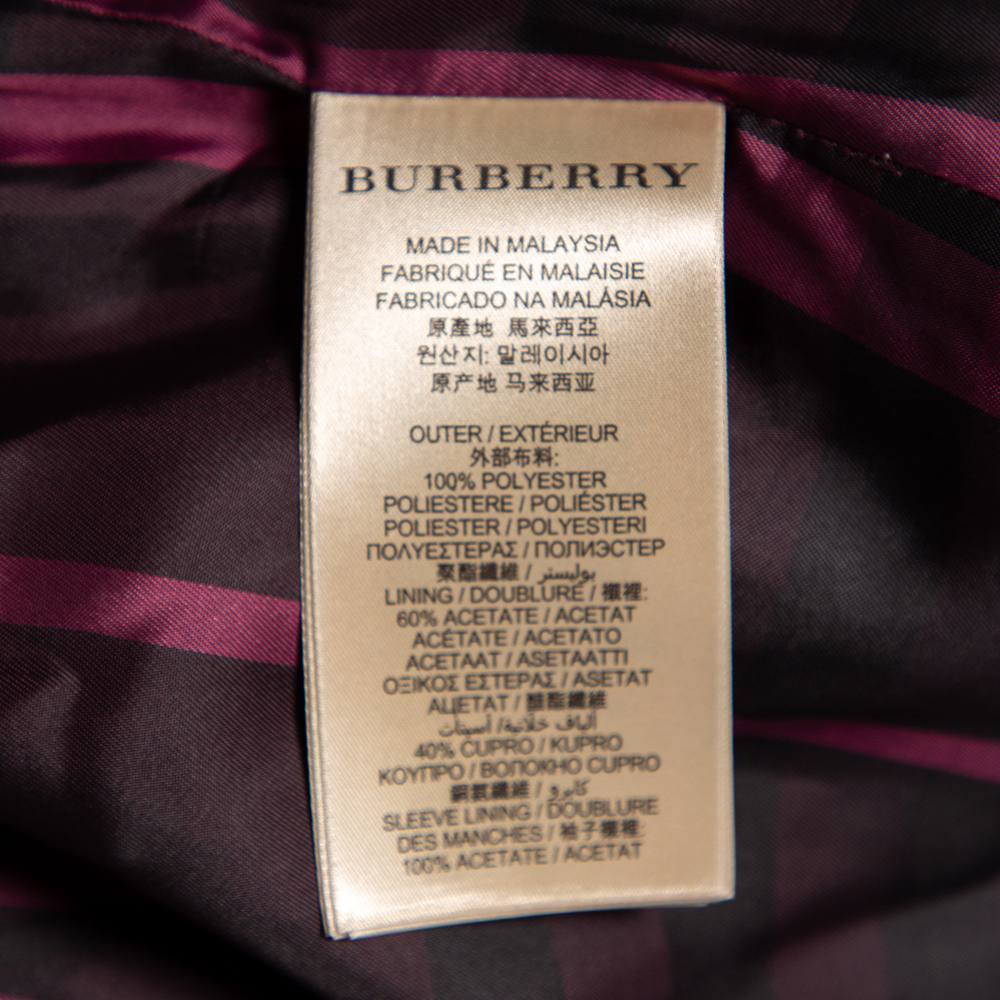 BURBERRY
MADE IN MALAYSIA
FABRIQUÉ EN MALAISIE
FABRICADO NA MALÁSIA
原產地 馬來西亞
원산지: 말레이시아
原产地 马来西亚
OUTER / EXTÉRIEUR
外部布料:
100% POLYESTER
POLIESTERE / POLIÉSTER
POLIESTER / POLYESTERI
ΠΟΛΥΕΣΤΕΡΑΣ / ПОЛИЭСТЕР
聚酯纖維 / بوليستر
LINING / DOUBLURE / 襯裡:
60% ACETATE / ACETAT
ACÉTATE / ACETATO
ACETAAT / ASETAATTI
ΟΞΙΚΟΣ ΕΣΤΕΡΑΣ / ASETAT
АЦЕТАТ / 醋酯纖維
ألياف خلاتية/ أسيتات
40% CUPRO / KUPRO
ΚΟΥΠΡΟ / ВОЛОКНО CUPRO
銅氨纖維 / كابرو
SLEEVE LINING / DOUBLURE
DES MANCHES / 袖子襯裡:
100% ACETATE / ACETAT